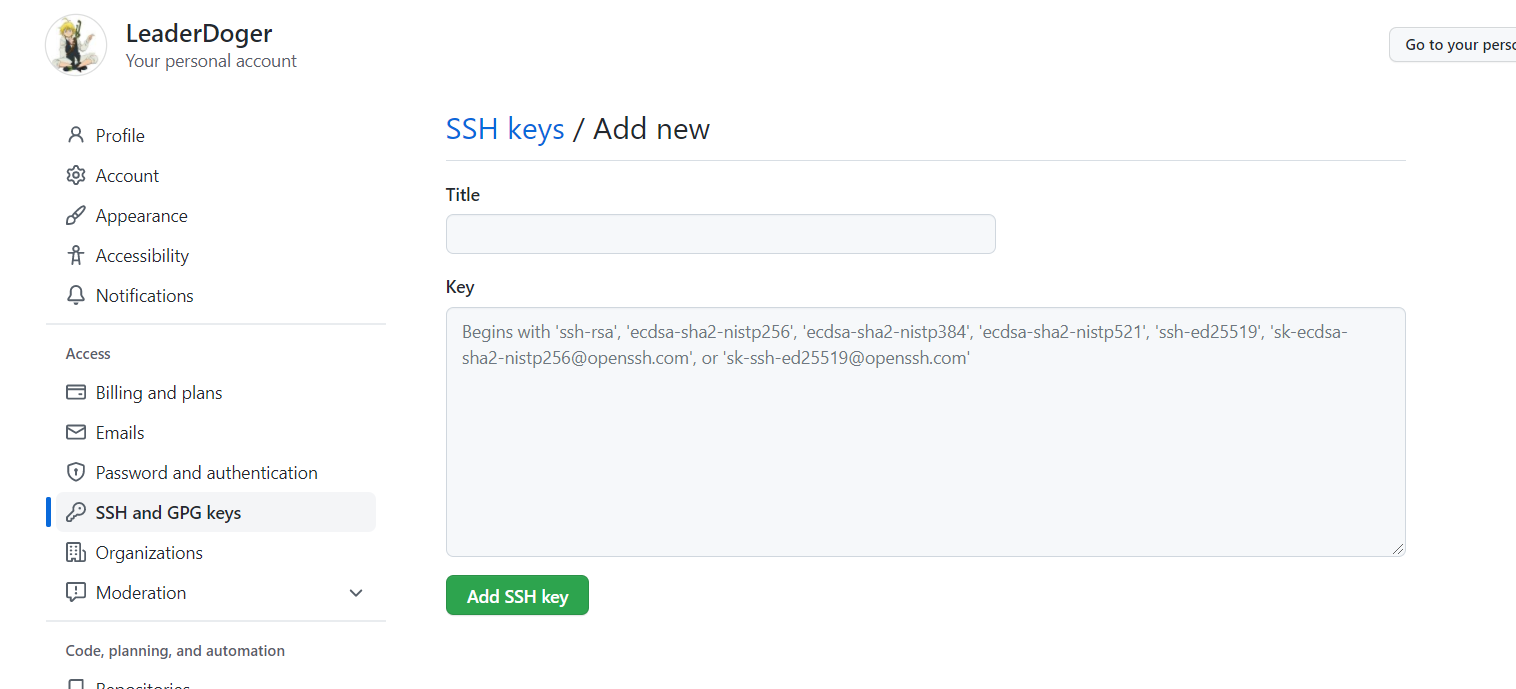 LeaderDoger
Your personal account
Go to your perso
Profile
Account
Appearance
Accessibility
Notifications
Access
Billing and plans
Emails
Password and authentication
SSH and GPG keys
Organizations
Moderation
Code, planning, and automation
Repositories
SSH keys / Add new
Title
Key
Begins with 'ssh-rsa', 'ecdsa-sha2-nistp256', 'ecdsa-sha2-nistp384', 'ecdsa-sha2-nistp521', 'ssh-ed25519', 'sk-ecdsa-
sha2-nistp256@openssh.com', or 'sk-ssh-ed25519@openssh.com'
Add SSH key